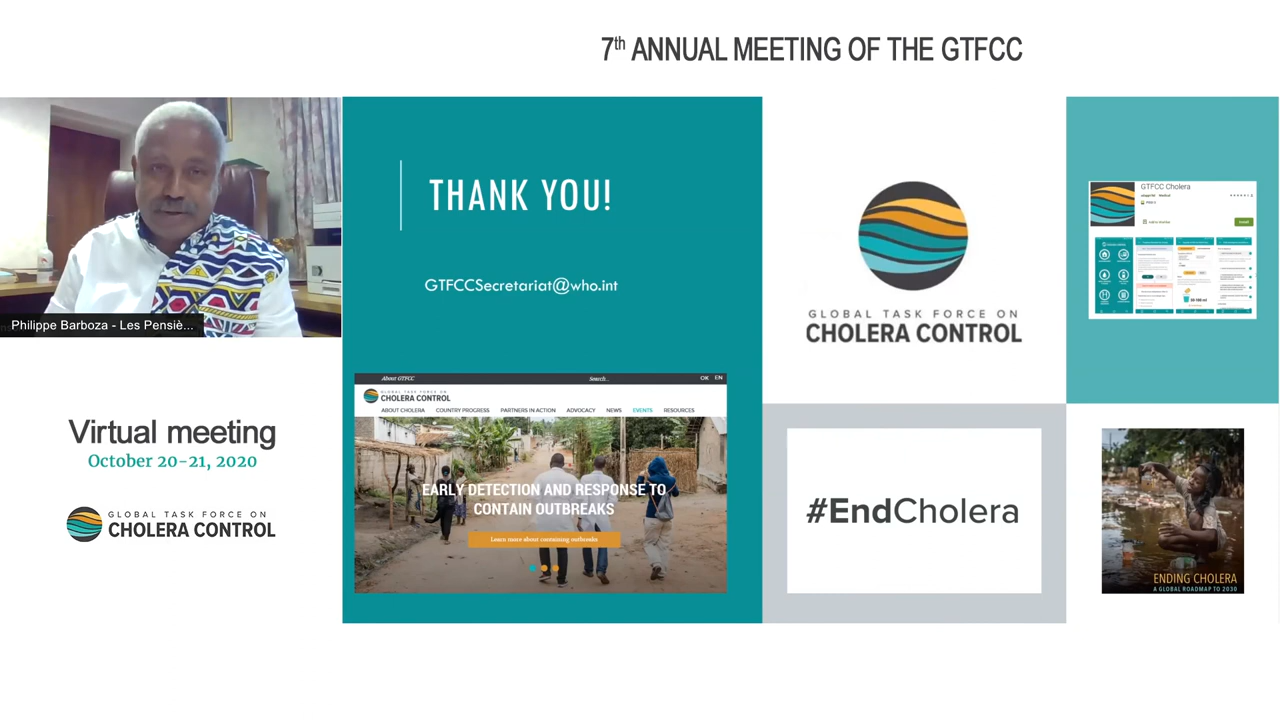 7th ANNUAL MEETING OF THE GTFCC
Philippe Barboza - Les Pensiè...
Virtual meeting
October 20-21, 2020
GLOBAL TASK FORCE ON
CHOLERA CONTROL
THANK YOU!
GTFCCSecretariat@who.int
About GTFCC
Search...
OK
EN
GLOBAL TASK FORCE ON
CHOLERA CONTROL
ABOUT CHOLERA
COUNTRY PROGRESS
PARTNERS IN ACTION
ADVOCACY
NEWS
EVENTS
RESOURCES
EARLY DETECTION AND RESPONSE TO
CONTAIN OUTBREAKS
Learn more about containing outbreaks
GLOBAL TASK FORCE ON
CHOLERA CONTROL
GTFCC Cholera
Install
#EndCholera
ENDING CHOLERA
A GLOBAL ROADMAP TO 2030